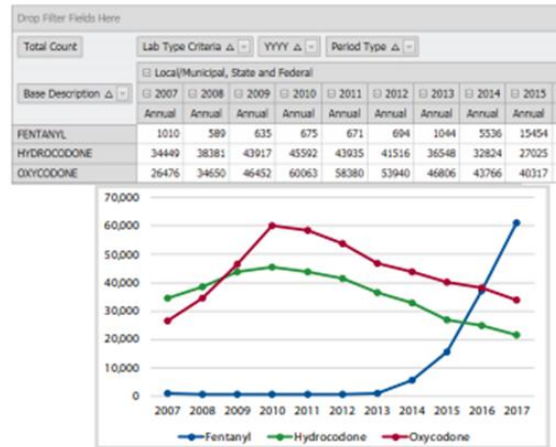 Drop Filter Fields Here
Total Count Lab Type Criteria YYYY Period Type
Local/Municipal, State and Federal
Base Description 2007 2008 2009 2010 2011 2012 2013 2014 2015
Annual Annual Annual Annual Annual Annual Annual Annual Annual
FENTANYL 1010 589 635 675 671 694 1044 5536 15454
HYDROCODONE 34449 38381 43917 45592 43935 41516 36548 32824 27025
OXYCODONE 26476 34650 46452 60063 58380 53940 46806 43766 40317
70,000
60,000
50,000
40,000
30,000
20,000
10,000
0
2007 2008 2009 2010 2011 2012 2013 2014 2015 2016 2017
Fentanyl Hydrocodone Oxycodone